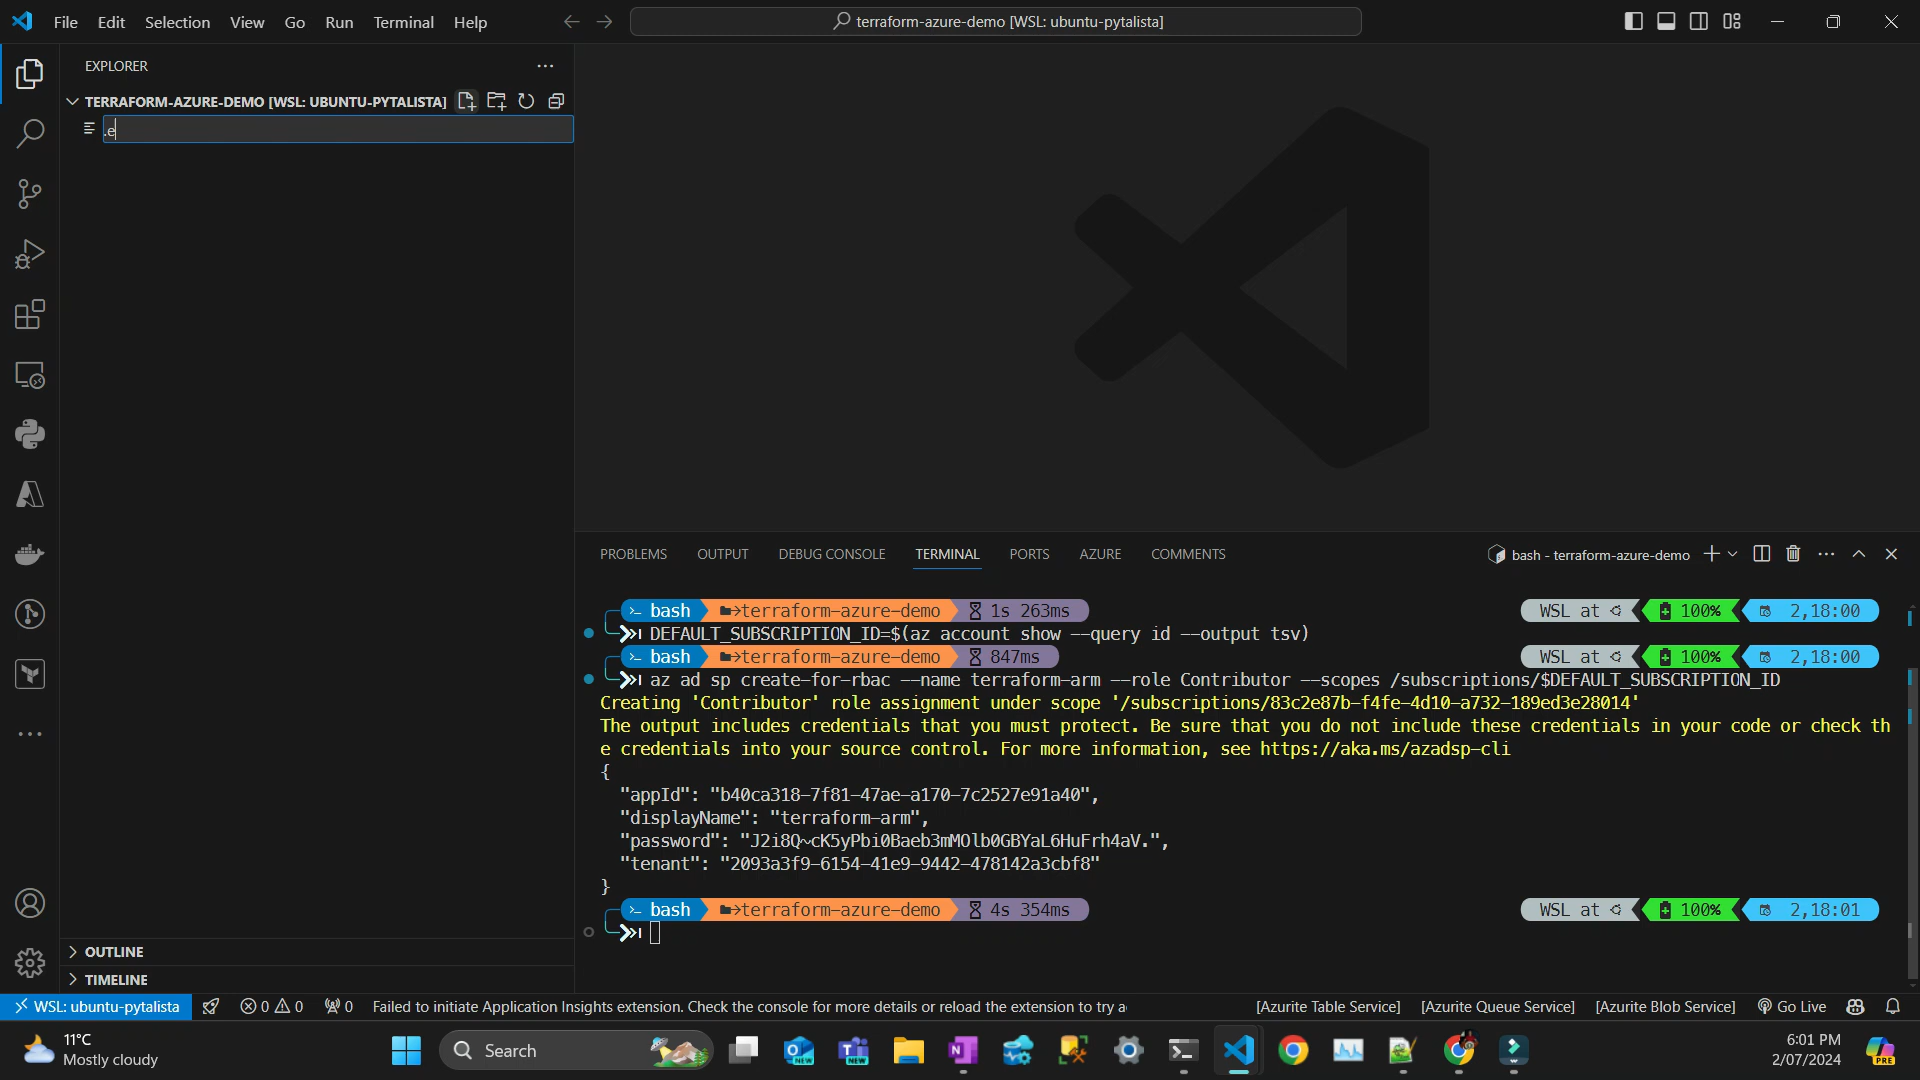 File Edit Selection View Go Run Terminal Help
terraform-azure-demo [WSL: ubuntu-pytalista]
EXPLORER
TERRAFORM-AZURE-DEMO [WSL: UBUNTU-PYTALISTA]
.e
PROBLEMS OUTPUT DEBUG CONSOLE TERMINAL PORTS AZURE COMMENTS
bash - terraform-azure-demo
bash terraform-azure-demo 1s 263ms WSL at 100% 2,18:00
DEFAULT_SUBSCRIPTION_ID=$(az account show --query id --output tsv)
bash terraform-azure-demo 847ms WSL at 100% 2,18:00
az ad sp create-for-rbac --name terraform-arm --role Contributor --scopes /subscriptions/$DEFAULT_SUBSCRIPTION_ID
Creating 'Contributor' role assignment under scope '/subscriptions/83c2e87b-f4fe-4d10-a732-189ed3e28014'
The output includes credentials that you must protect. Be sure that you do not include these credentials in your code or check th
e credentials into your source control. For more information, see https://aka.ms/azadsp-cli
{
"appId": "b40ca318-7f81-47ae-a170-7c2527e91a40",
"displayName": "terraform-arm",
"password": "J2i8Q~cK5yPbi0Baeb3mMOlb0GBYaL6HuFrh4aV.",
"tenant": "2093a3f9-6154-41e9-9442-478142a3cbf8"
}
bash terraform-azure-demo 4s 354ms WSL at 100% 2,18:01
OUTLINE
TIMELINE
WSL: ubuntu-pytalista 0 0 0 Failed to initiate Application Insights extension. Check the console for more details or reload the extension to try a [Azurite Table Service] [Azurite Queue Service] [Azurite Blob Service] Go Live
11°C
Mostly cloudy
Search
NEW
NEW
6:01 PM
2/07/2024
PRE